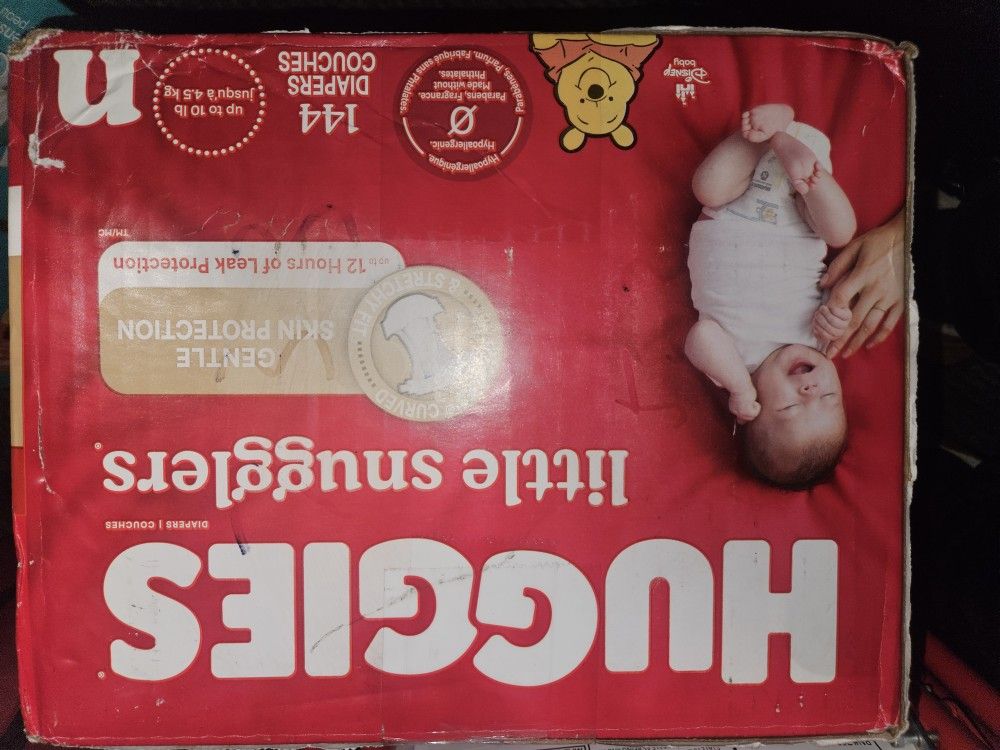 HUGGIES®
DIAPERS | COUCHES
little snugglers®
GENTLE
SKIN PROTECTION
up to 12 Hours of Leak Protection
TM/MC
CURVED
& STRETCHY FIT
Disney
baby
Hypoallergénique.
Hypoallergenic.
Ø
Parabens, Fragrance.
Made without
Phthalates.
Parabènes, Parfum. Fabriqué sans Phtalates.
144
DIAPERS
COUCHES
up to 10 lb
Jusqu'à 4.5 kg
n